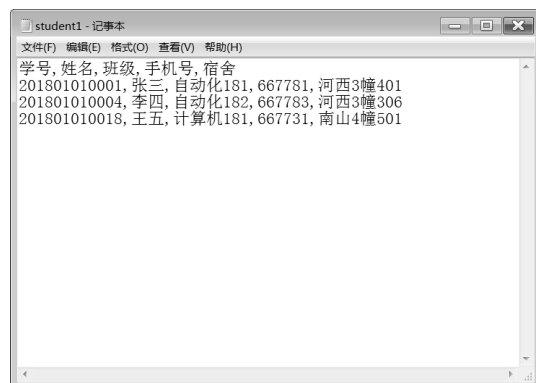 student1 - 记事本
文件(F) 编辑(E) 格式(O) 查看(V) 帮助(H)
学号,姓名,班级,手机号,宿舍
201801010001,张三,自动化181,667781,河西3幢401
201801010004,李四,自动化182,667783,河西3幢306
201801010018,王五,计算机181,667731,南山4幢501